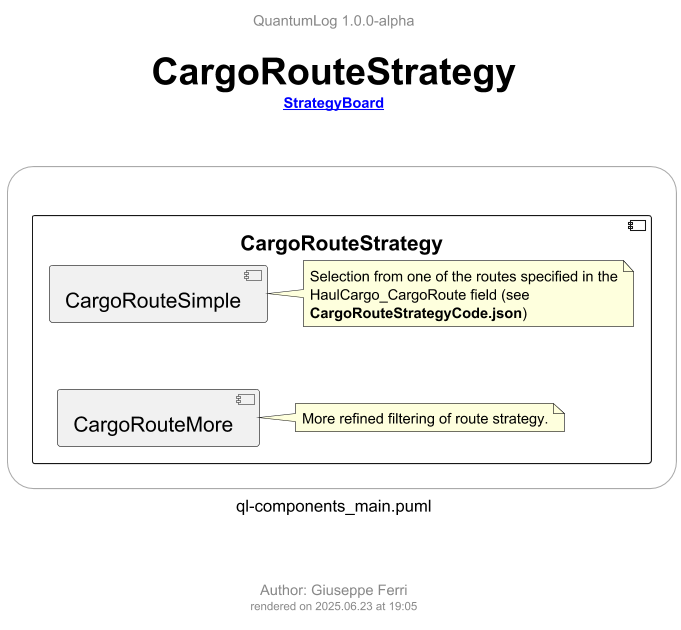 QuantumLog 1.0.0-alpha
CargoRouteStrategy
StrategyBoard
CargoRouteStrategy
CargoRouteSimple
Selection from one of the routes specified in the
HaulCargo_CargoRoute field (see
CargoRouteStrategyCode.json)
CargoRouteMore
More refined filtering of route strategy.
ql-components_main.puml
Author: Giuseppe Ferri
rendered on 2025.06.23 at 19:05